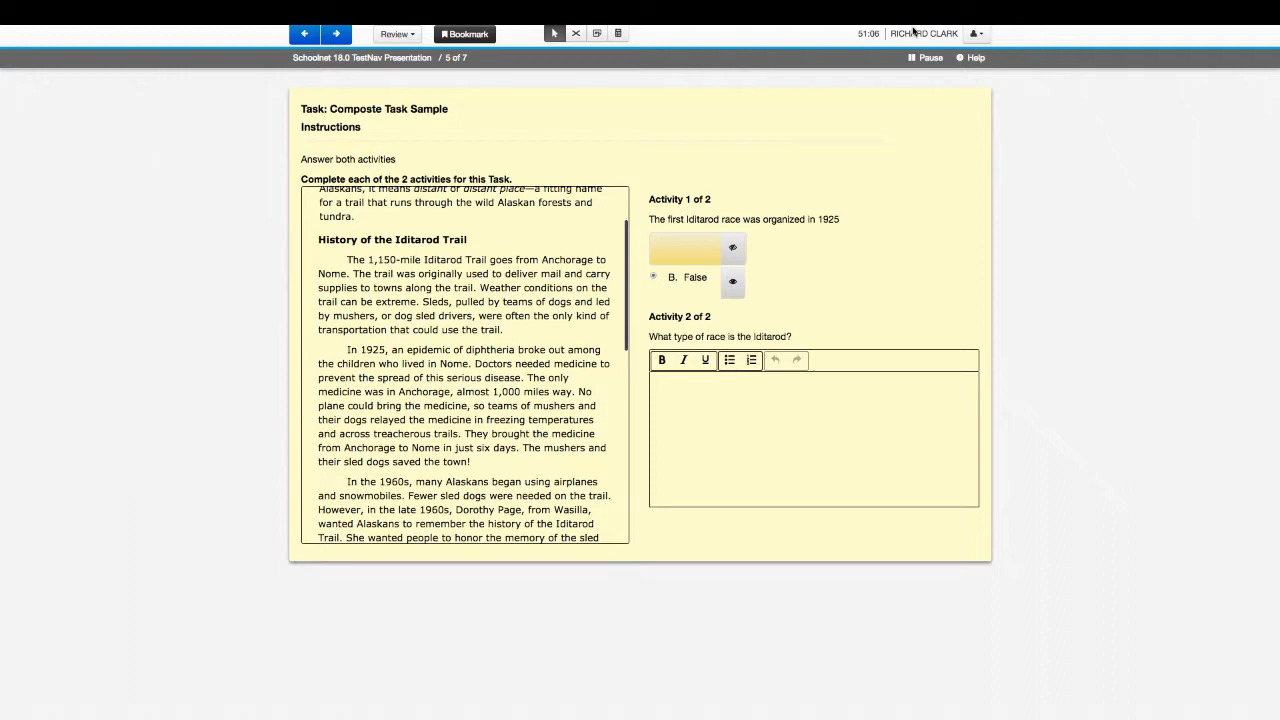 Review
Bookmark
51:06
RICHARD CLARK
Schoolnet 18.0 TestNav Presentation / 5 of 7
Pause
Help
Task: Composte Task Sample
Instructions
Answer both activities
Complete each of the 2 activities for this Task.
Alaskans, it means distant or distant place—a fitting name
for a trail that runs through the wild Alaskan forests and
tundra.
History of the Iditarod Trail
The 1,150-mile Iditarod Trail goes from Anchorage to
Nome. The trail was originally used to deliver mail and carry
supplies to towns along the trail. Weather conditions on the
trail can be extreme. Sleds, pulled by teams of dogs and led
by mushers, or dog sled drivers, were often the only kind of
transportation that could use the trail.
In 1925, an epidemic of diphtheria broke out among
the children who lived in Nome. Doctors needed medicine to
prevent the spread of this serious disease. The only
medicine was in Anchorage, almost 1,000 miles way. No
plane could bring the medicine, so teams of mushers and
their dogs relayed the medicine in freezing temperatures
and across treacherous trails. They brought the medicine
from Anchorage to Nome in just six days. The mushers and
their sled dogs saved the town!
In the 1960s, many Alaskans began using airplanes
and snowmobiles. Fewer sled dogs were needed on the trail.
However, in the late 1960s, Dorothy Page, from Wasilla,
wanted Alaskans to remember the history of the Iditarod
Trail. She wanted people to honor the memory of the sled
Activity 1 of 2
The first Iditarod race was organized in 1925
B. False
Activity 2 of 2
What type of race is the Iditarod?
B I U